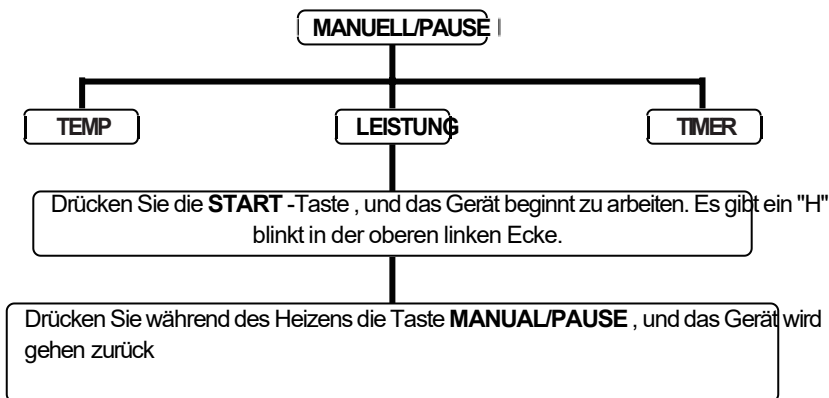 MANUELL/PAUSE
TEMP
LEISTUNG
TIMER
Drücken Sie die START -Taste , und das Gerät beginnt zu arbeiten. Es gibt ein "H"
blinkt in der oberen linken Ecke.
Drücken Sie während des Heizens die Taste MANUAL/PAUSE , und das Gerät wird
gehen zurück